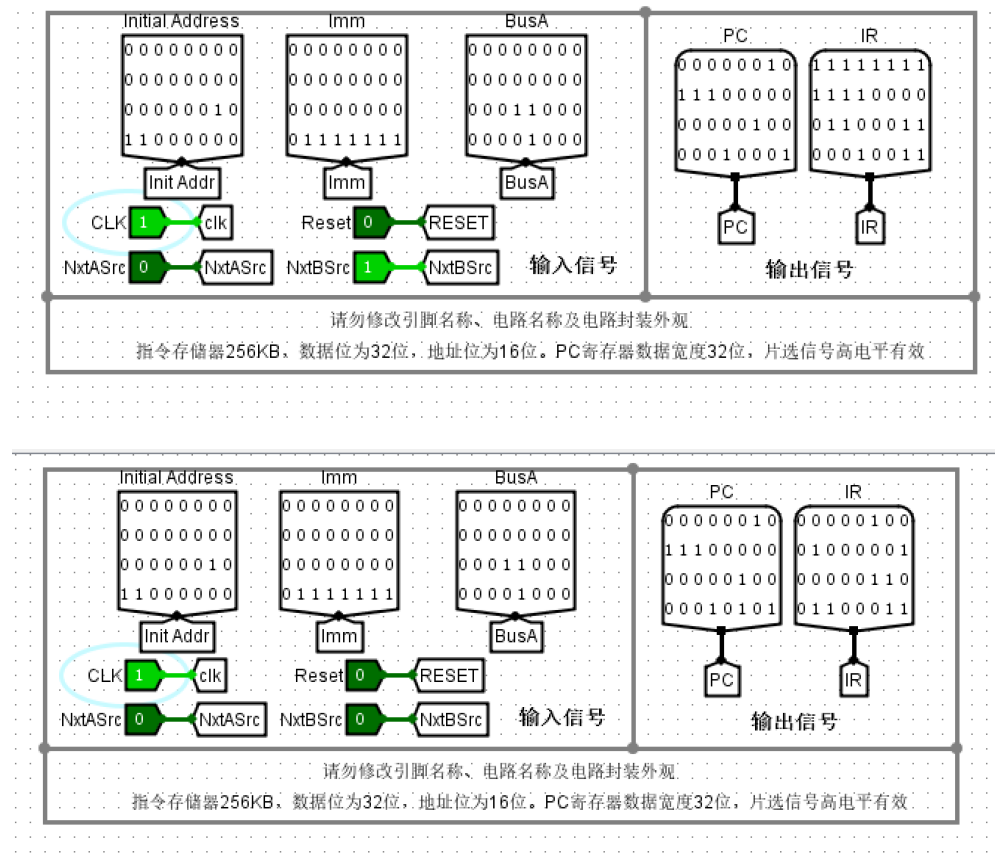 Initial Address Imm BusA PC IR
00000000 00000000 00000000 00000010 11111111
00000000 00000000 00000000 11100000 11110000
00000010 00000000 00011000 00000100 01100011
11000000 01111111 00001000 00010001 00010011
Init Addr Imm BusA PC IR
CLK 1 clk Reset 0 RESET
NxtASrc 0 NxtASrc NxtBSrc 1 NxtBSrc 输入信号 输出信号
请勿修改引脚名称、电路名称及电路封装外观
指令存储器256KB，数据位为32位，地址位为16位。PC寄存器数据宽度32位，片选信号高电平有效
Initial Address Imm BusA PC IR
00000000 00000000 00000000 00000010 00000100
00000000 00000000 00000000 11100000 01000001
00000010 00000000 00011000 00000100 00000110
11000000 01111111 00001000 00010101 01100011
Init Addr Imm BusA PC IR
CLK 1 clk Reset 0 RESET
NxtASrc 0 NxtASrc NxtBSrc 0 NxtBSrc 输入信号 输出信号
请勿修改引脚名称、电路名称及电路封装外观
指令存储器256KB，数据位为32位，地址位为16位。PC寄存器数据宽度32位，片选信号高电平有效